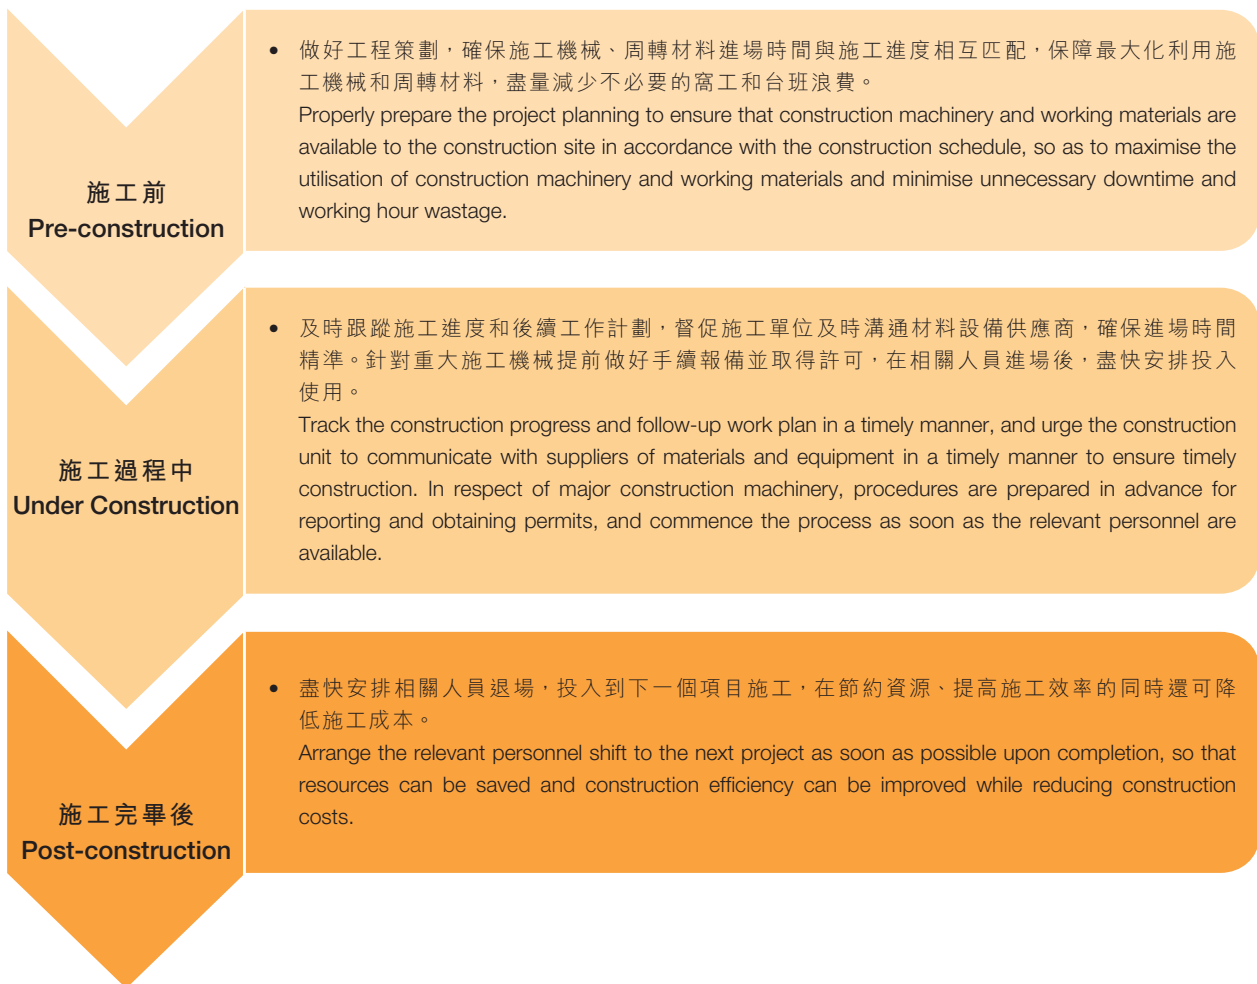 施工前
Pre-construction
• 做好工程策劃，確保施工機械、周轉材料進場時間與施工進度相互匹配，保障最大化利用施
工機械和周轉材料，盡量減少不必要的窩工和台班浪費。
Properly prepare the project planning to ensure that construction machinery and working materials are
available to the construction site in accordance with the construction schedule, so as to maximise the
utilisation of construction machinery and working materials and minimise unnecessary downtime and
working hour wastage.
施工過程中
Under Construction
• 及時跟蹤施工進度和後續工作計劃，督促施工單位及時溝通材料設備供應商，確保進場時間
精準。針對重大施工機械提前做好手續報備並取得許可，在相關人員進場後，盡快安排投入
使用。
Track the construction progress and follow-up work plan in a timely manner, and urge the construction
unit to communicate with suppliers of materials and equipment in a timely manner to ensure timely
construction. In respect of major construction machinery, procedures are prepared in advance for
reporting and obtaining permits, and commence the process as soon as the relevant personnel are
available.
施工完畢後
Post-construction
• 盡快安排相關人員退場，投入到下一個項目施工，在節約資源、提高施工效率的同時還可降
低施工成本。
Arrange the relevant personnel shift to the next project as soon as possible upon completion, so that
resources can be saved and construction efficiency can be improved while reducing construction
costs.